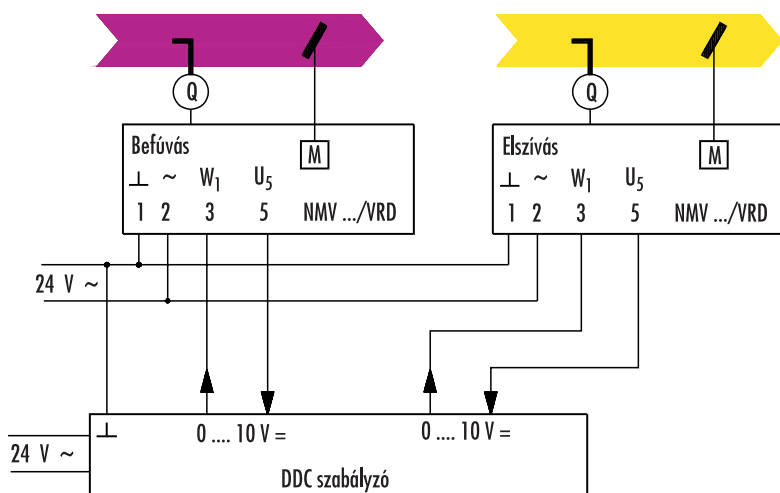 Q
Q
Befúvás
M
⊥ ~ W₁ U₅
1 2 3 5 NMV .../VRD
Elszívás
M
⊥ ~ W₁ U₅
1 2 3 5 NMV .../VRD
24 V ~
⊥ 0 .... 10 V = 0 .... 10 V =
24 V ~
DDC szabályzó